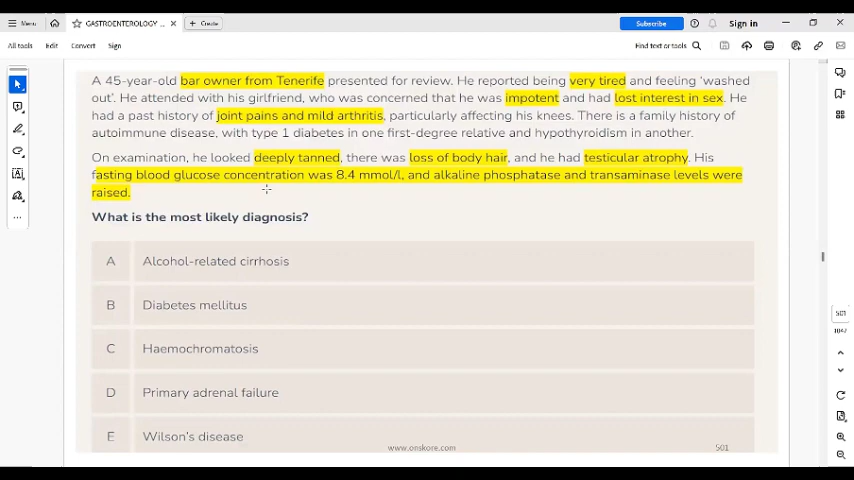 Menu
GASTROENTEROLOGY ...
Create
Subscribe
Sign in
All tools
Edit
Convert
Sign
Find text or tools
A 45-year-old bar owner from Tenerife presented for review. He reported being very tired and feeling ‘washed
out’. He attended with his girlfriend, who was concerned that he was impotent and had lost interest in sex. He
had a past history of joint pains and mild arthritis, particularly affecting his knees. There is a family history of
autoimmune disease, with type 1 diabetes in one first-degree relative and hypothyroidism in another.
On examination, he looked deeply tanned, there was loss of body hair, and he had testicular atrophy. His
fasting blood glucose concentration was 8.4 mmol/l, and alkaline phosphatase and transaminase levels were
raised.
What is the most likely diagnosis?
A Alcohol-related cirrhosis
B Diabetes mellitus
C Haemochromatosis
D Primary adrenal failure
E Wilson’s disease
www.onskore.com
501
501